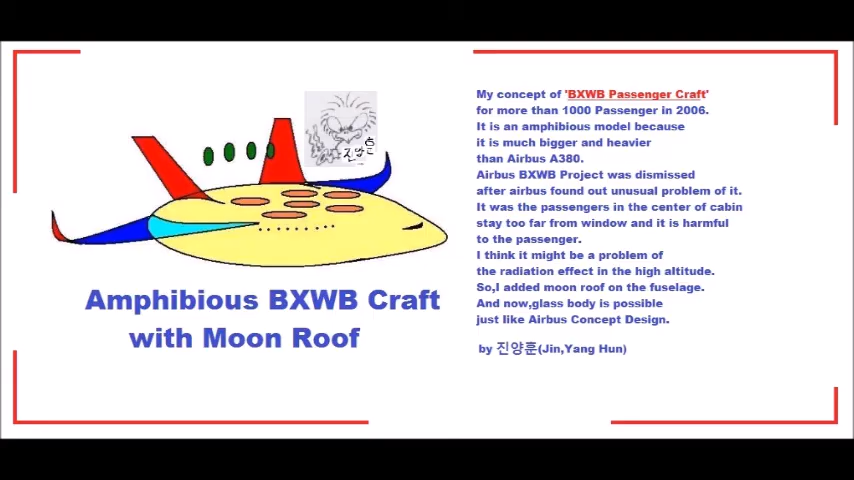 진양훈
Amphibious BXWB Craft
with Moon Roof
My concept of 'BXWB Passenger Craft'
for more than 1000 Passenger in 2006.
It is an amphibious model because
it is much bigger and heavier
than Airbus A380.
Airbus BXWB Project was dismissed
after airbus found out unusual problem of it.
It was the passengers in the center of cabin
stay too far from window and it is harmful
to the passenger.
I think it might be a problem of
the radiation effect in the high altitude.
So,I added moon roof on the fuselage.
And now,glass body is possible
just like Airbus Concept Design.
by 진양훈(Jin,Yang Hun)